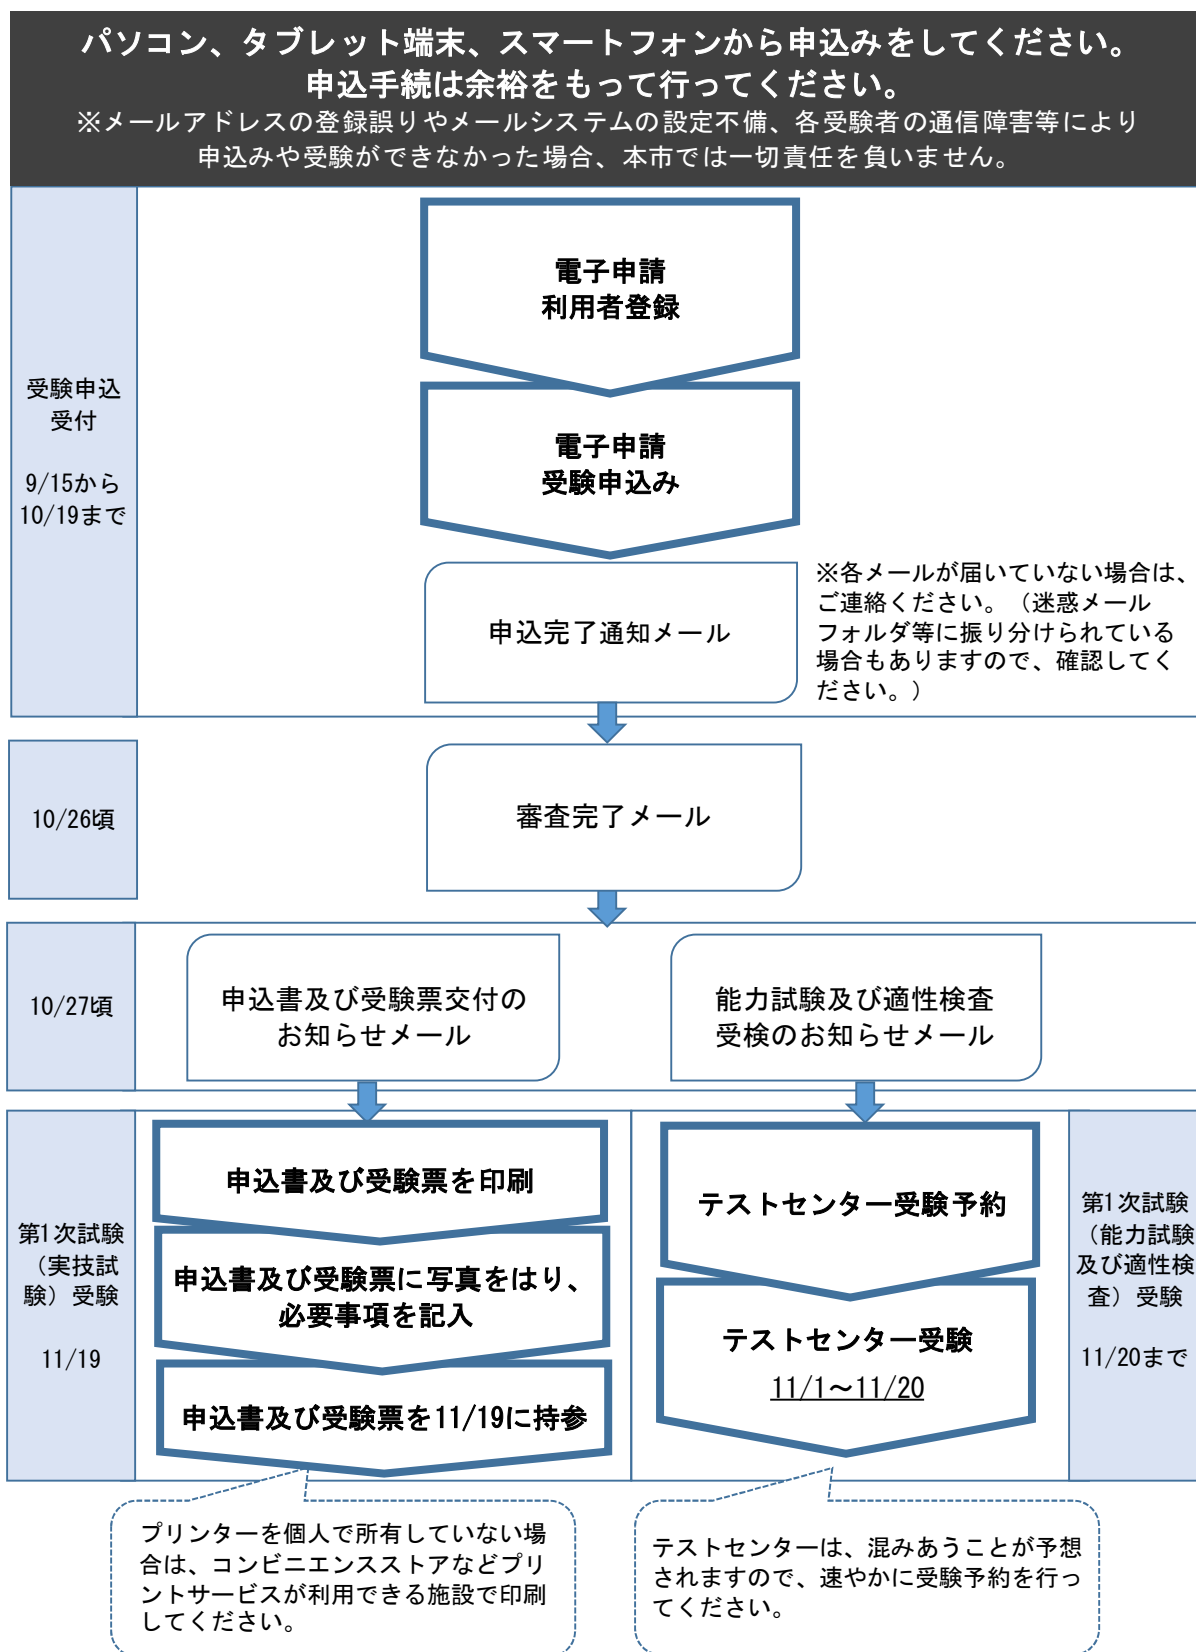 パソコン、タブレット端末、スマートフォンから申込みをしてください。
申込手続は余裕をもって行ってください。
※メールアドレスの登録誤りやメールシステムの設定不備、各受験者の通信障害等により
申込みや受験ができなかった場合、本市では一切責任を負いません。
受験申込
受付
9/15から
10/19まで
電子申請
利用者登録
電子申請
受験申込み
申込完了通知メール
※各メールが届いていない場合は、
ご連絡ください。（迷惑メール
フォルダ等に振り分けられている
場合もありますので、確認してく
ださい。）
10/26頃
審査完了メール
10/27頃
申込書及び受験票交付の
お知らせメール
能力試験及び適性検査
受検のお知らせメール
第1次試験
（実技試
験）受験
11/19
申込書及び受験票を印刷
申込書及び受験票に写真をはり、
必要事項を記入
申込書及び受験票を11/19に持参
テストセンター受験予約
テストセンター受験
11/1～11/20
第1次試験
（能力試験
及び適性検
査）受験
11/20まで
プリンターを個人で所有していない場
合は、コンビニエンスストアなどプリ
ントサービスが利用できる施設で印刷
してください。
テストセンターは、混みあうことが予想
されますので、速やかに受験予約を行っ
てください。